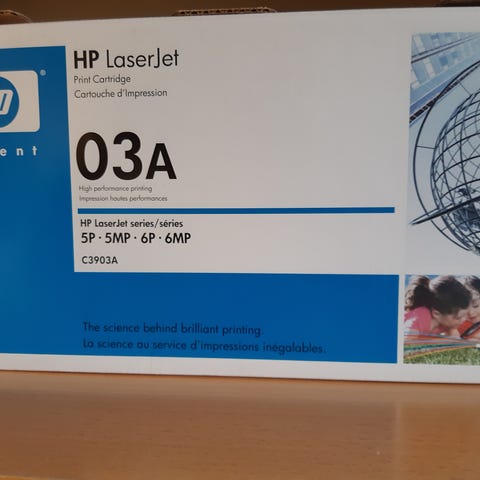 HP LaserJet
Print Cartridge
Cartouche d'Impression
03A
High performance printing
Impression hautes performances
HP LaserJet series/séries
5P · 5MP · 6P · 6MP
C3903A
The science behind brilliant printing.
La science au service d'impressions inégalables.